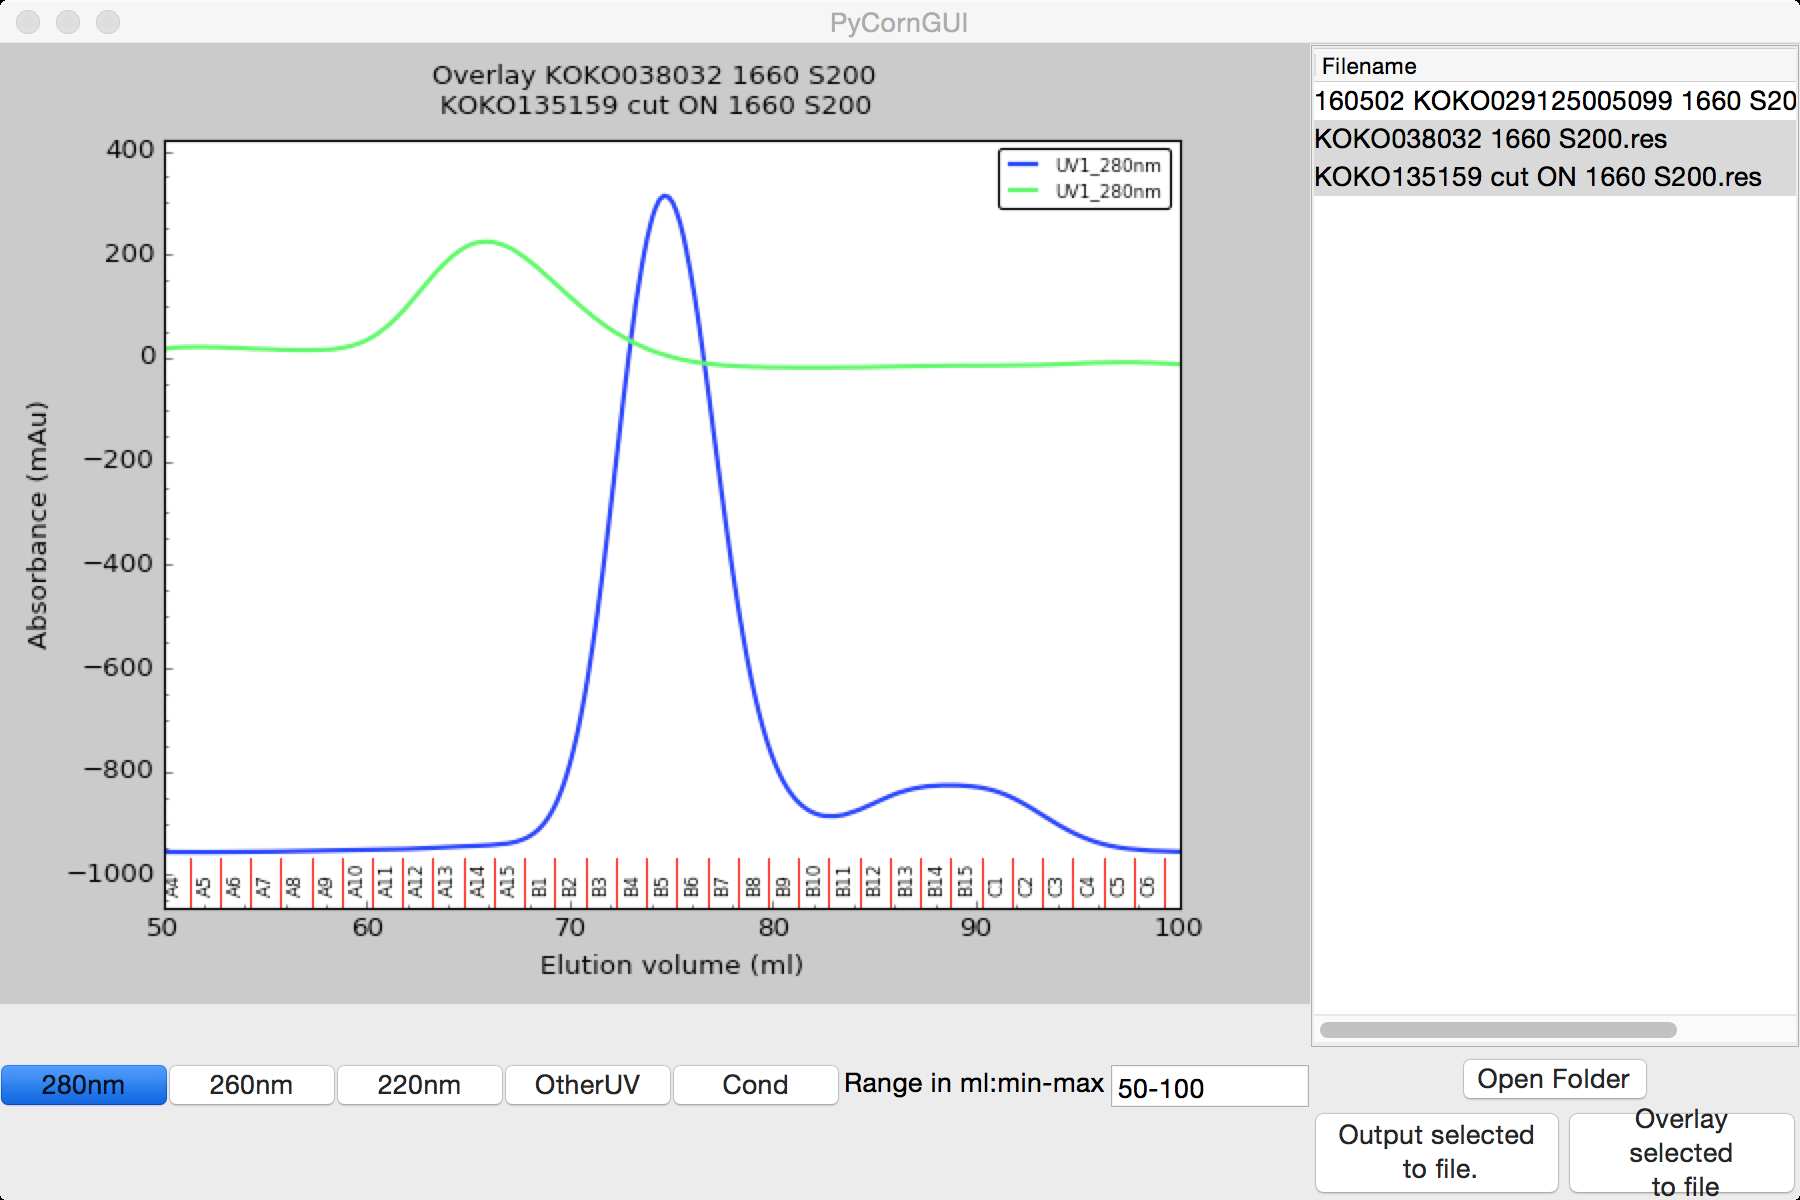 PyCornGUI
Overlay KOKO038032 1660 S200
KOKO135159 cut ON 1660 S200
400
200
0
−200
−400
−600
−800
−1000
Absorbance (mAu)
UV1_280nm
UV1_280nm
A4 A5 A6 A7 A8 A9 A10 A11 A12 A13 A14 A15 B1 B2 B3 B4 B5 B6 B7 B8 B9 B10 B11 B12 B13 B14 B15 C1 C2 C3 C4 C5 C6
50 60 70 80 90 100
Elution volume (ml)
Filename
160502 KOKO029125005099 1660 S20
KOKO038032 1660 S200.res
KOKO135159 cut ON 1660 S200.res
280nm 260nm 220nm OtherUV Cond Range in ml:min-max 50-100
Open Folder
Output selected
to file.
Overlay
selected
to file